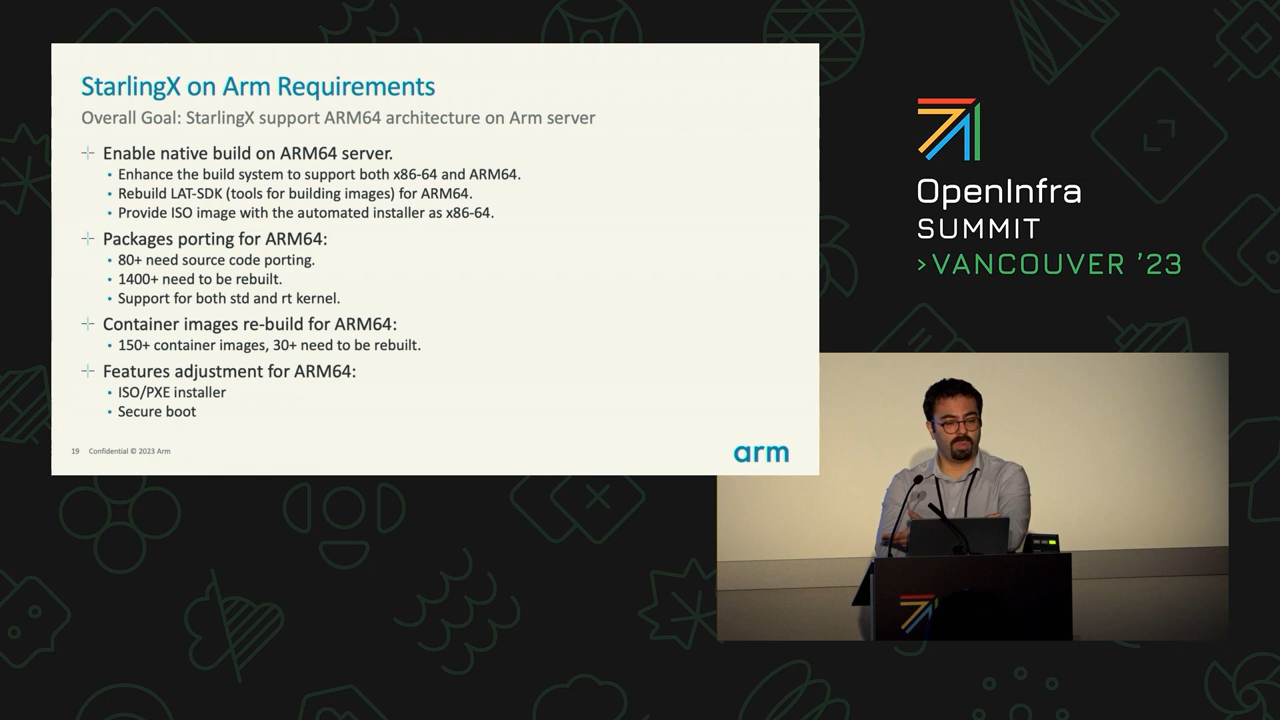 StarlingX on Arm Requirements
Overall Goal: StarlingX support ARM64 architecture on Arm server
Enable native build on ARM64 server.
• Enhance the build system to support both x86-64 and ARM64.
• Rebuild LAT-SDK (tools for building images) for ARM64.
• Provide ISO image with the automated installer as x86-64.
Packages porting for ARM64:
• 80+ need source code porting.
• 1400+ need to be rebuilt.
• Support for both std and rt kernel.
Container images re-build for ARM64:
• 150+ container images, 30+ need to be rebuilt.
Features adjustment for ARM64:
• ISO/PXE installer
• Secure boot
19 Confidential © 2023 Arm
arm
OpenInfra
SUMMIT
>VANCOUVER ’23